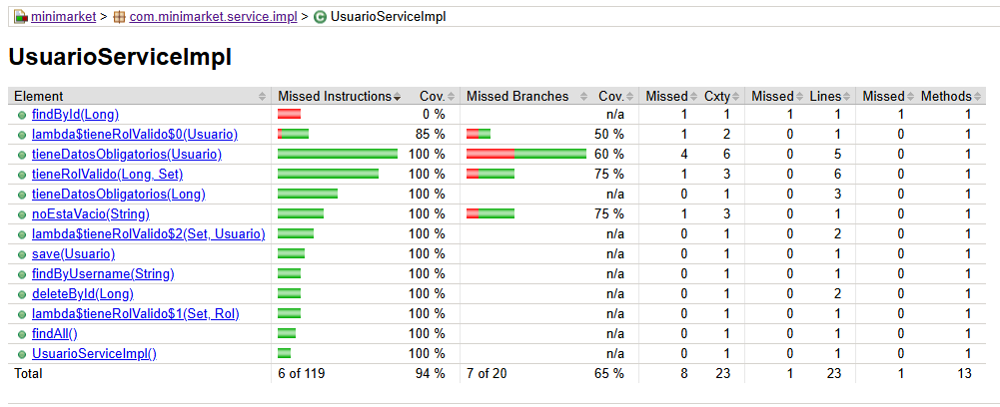 minimarket > com.minimarket.service.impl > UsuarioServiceImpl
UsuarioServiceImpl
Element Missed Instructions Cov. Missed Branches Cov. Missed Cxty Missed Lines Missed Methods
findById(Long) 0 % n/a 1 1 1 1 1 1
lambda$tieneRolValido$0(Usuario) 85 % 50 % 1 2 0 1 0 1
tieneDatosObligatorios(Usuario) 100 % 60 % 4 6 0 5 0 1
tieneRolValido(Long, Set) 100 % 75 % 1 3 0 6 0 1
tieneDatosObligatorios(Long) 100 % n/a 0 1 0 3 0 1
noEstaVacio(String) 100 % 75 % 1 3 0 1 0 1
lambda$tieneRolValido$2(Set, Usuario) 100 % n/a 0 1 0 2 0 1
save(Usuario) 100 % n/a 0 1 0 1 0 1
findByUsername(String) 100 % n/a 0 1 0 1 0 1
deleteById(Long) 100 % n/a 0 1 0 2 0 1
lambda$tieneRolValido$1(Set, Rol) 100 % n/a 0 1 0 1 0 1
findAll() 100 % n/a 0 1 0 1 0 1
UsuarioServiceImpl() 100 % n/a 0 1 0 1 0 1
Total 6 of 119 94 % 7 of 20 65 % 8 23 1 23 1 13